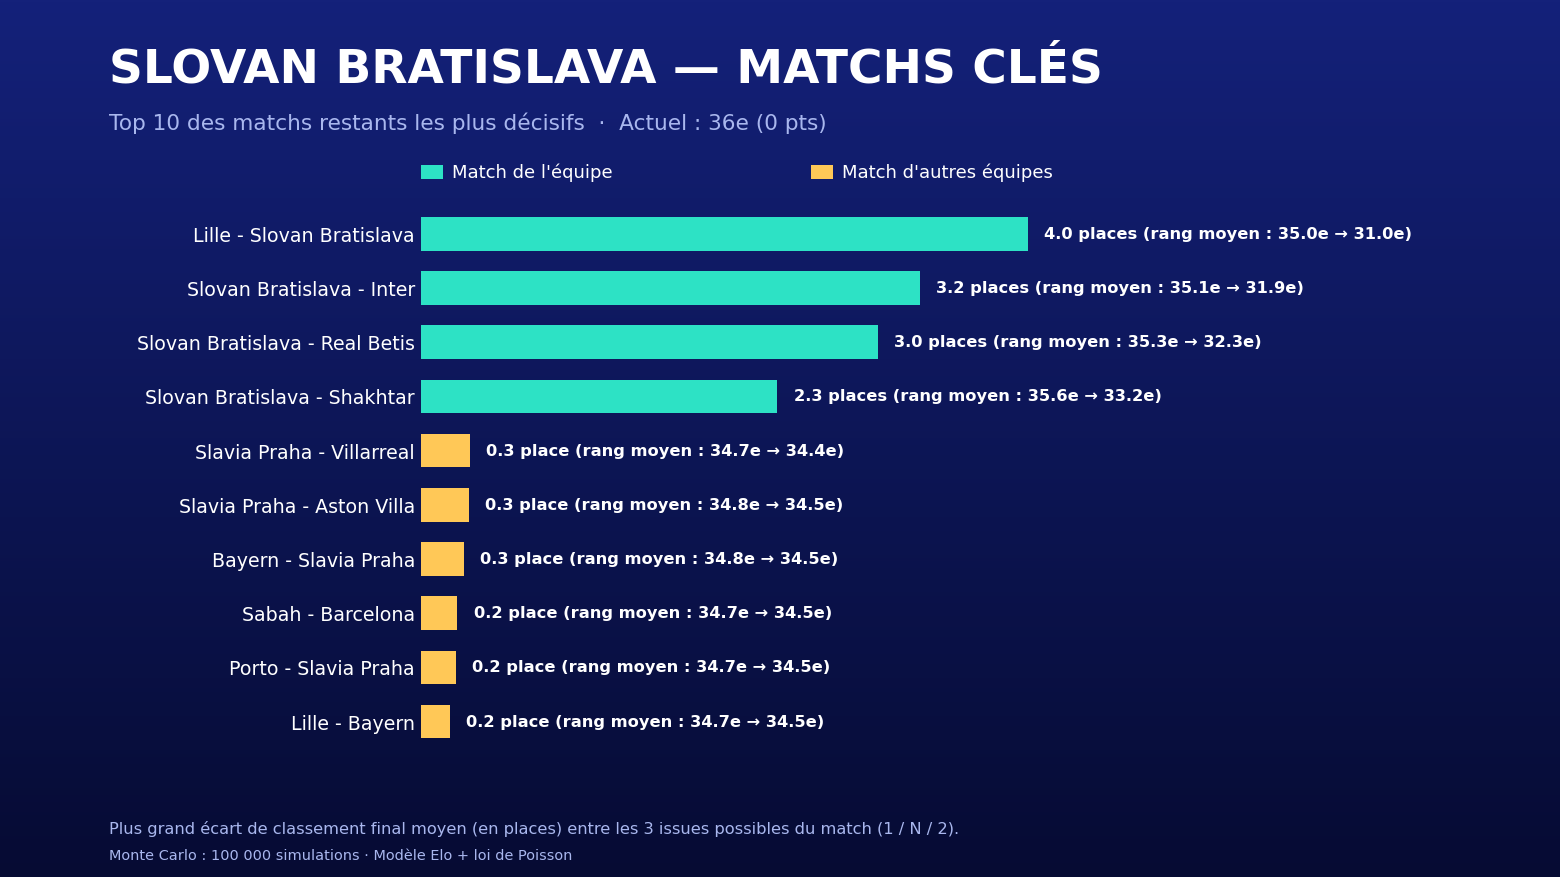 SLOVAN BRATISLAVA — MATCHS CLÉS
Top 10 des matchs restants les plus décisifs · Actuel : 36e (0 pts)
Match de l'équipe
Match d'autres équipes
Lille - Slovan Bratislava 4.0 places (rang moyen : 35.0e → 31.0e)
Slovan Bratislava - Inter 3.2 places (rang moyen : 35.1e → 31.9e)
Slovan Bratislava - Real Betis 3.0 places (rang moyen : 35.3e → 32.3e)
Slovan Bratislava - Shakhtar 2.3 places (rang moyen : 35.6e → 33.2e)
Slavia Praha - Villarreal 0.3 place (rang moyen : 34.7e → 34.4e)
Slavia Praha - Aston Villa 0.3 place (rang moyen : 34.8e → 34.5e)
Bayern - Slavia Praha 0.3 place (rang moyen : 34.8e → 34.5e)
Sabah - Barcelona 0.2 place (rang moyen : 34.7e → 34.5e)
Porto - Slavia Praha 0.2 place (rang moyen : 34.7e → 34.5e)
Lille - Bayern 0.2 place (rang moyen : 34.7e → 34.5e)
Plus grand écart de classement final moyen (en places) entre les 3 issues possibles du match (1 / N / 2).
Monte Carlo : 100 000 simulations · Modèle Elo + loi de Poisson